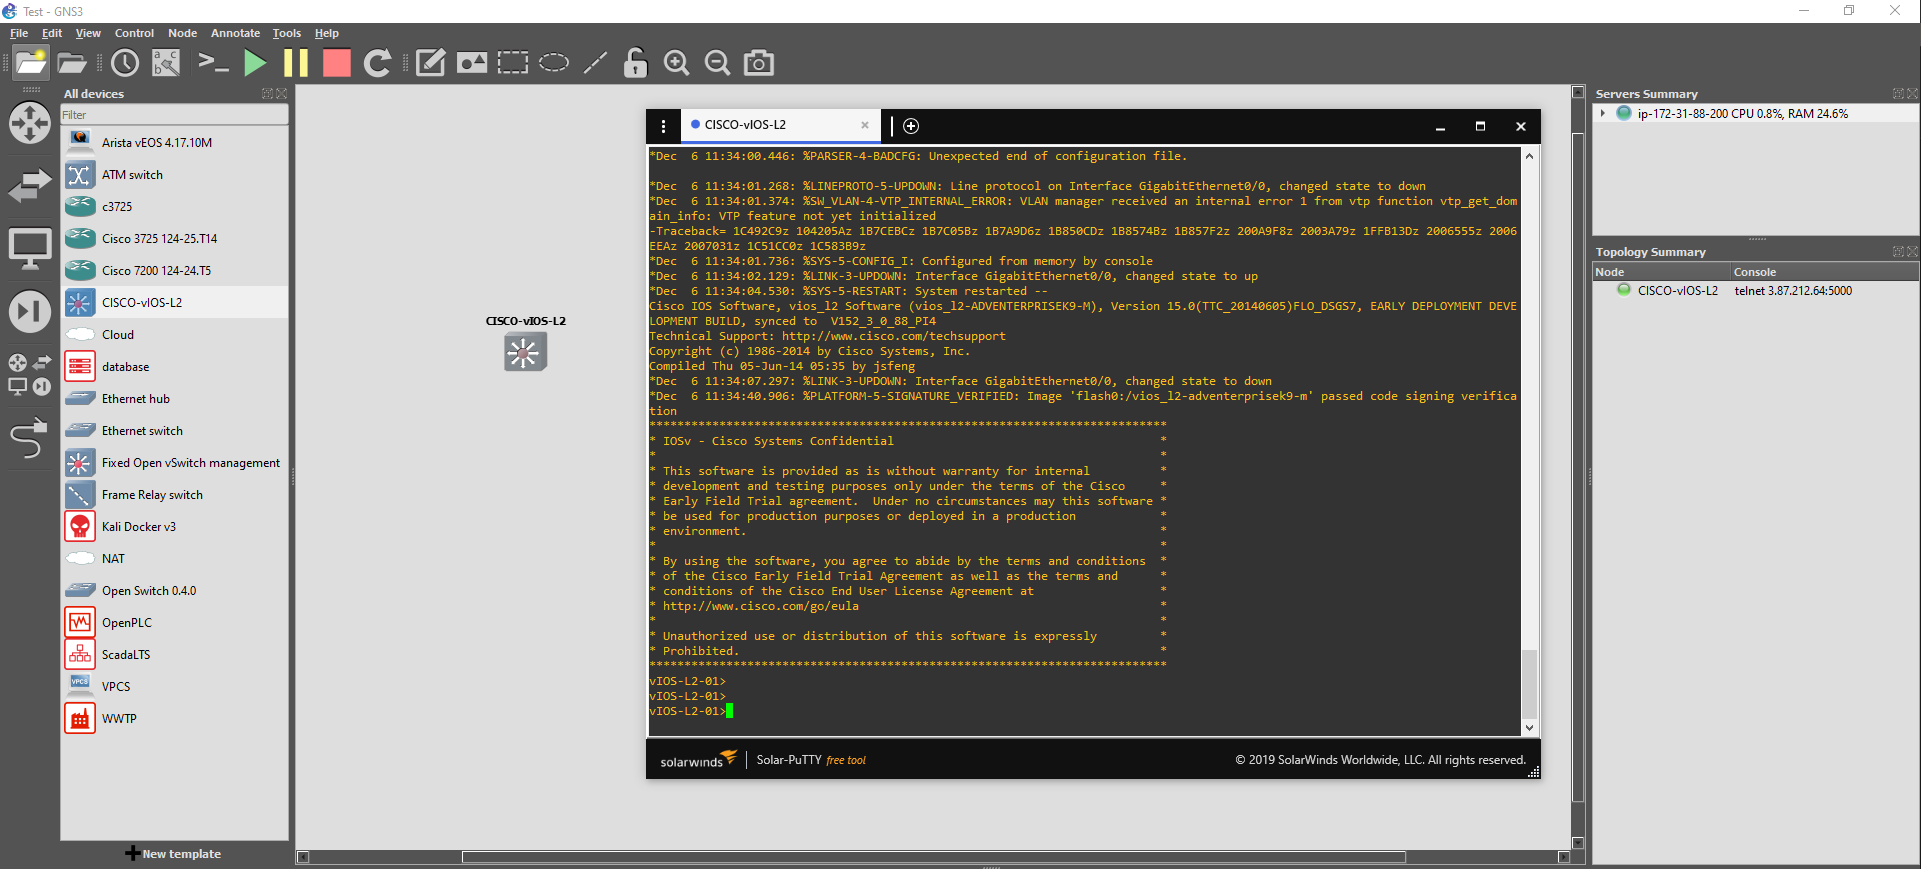 Test - GNS3
File Edit View Control Node Annotate Tools Help
All devices
Filter
Arista vEOS 4.17.10M
ATM switch
c3725
Cisco 3725 124-25.T14
Cisco 7200 124-24.T5
CISCO-vIOS-L2
Cloud
database
Ethernet hub
Ethernet switch
Fixed Open vSwitch management
Frame Relay switch
Kali Docker v3
NAT
Open Switch 0.4.0
OpenPLC
ScadaLTS
VPCS
WWTP
New template
CISCO-vIOS-L2
CISCO-vIOS-L2
*Dec  6 11:34:00.446: %PARSER-4-BADCFG: Unexpected end of configuration file.
*Dec  6 11:34:01.268: %LINEPROTO-5-UPDOWN: Line protocol on Interface GigabitEthernet0/0, changed state to down
*Dec  6 11:34:01.374: %SW_VLAN-4-VTP_INTERNAL_ERROR: VLAN manager received an internal error 1 from vtp function vtp_get_dom
ain_info: VTP feature not yet initialized
-Traceback= 1C492C9z 104205Az 1B7CEBCz 1B7C05Bz 1B7A9D6z 1B850CDz 1B8574Bz 1B857F2z 200A9F8z 2003A79z 1FFB13Dz 2006555z 2006
EEAz 2007031z 1C51CC0z 1C583B9z
*Dec  6 11:34:01.736: %SYS-5-CONFIG_I: Configured from memory by console
*Dec  6 11:34:02.129: %LINK-3-UPDOWN: Interface GigabitEthernet0/0, changed state to up
*Dec  6 11:34:04.530: %SYS-5-RESTART: System restarted --
Cisco IOS Software, vios_l2 Software (vios_l2-ADVENTERPRISEK9-M), Version 15.0(TTC_20140605)FLO_DSGS7, EARLY DEPLOYMENT DEVE
LOPMENT BUILD, synced to  V152_3_0_88_PI4
Technical Support: http://www.cisco.com/techsupport
Copyright (c) 1986-2014 by Cisco Systems, Inc.
Compiled Thu 05-Jun-14 05:35 by jsfeng
*Dec  6 11:34:07.297: %LINK-3-UPDOWN: Interface GigabitEthernet0/0, changed state to down
*Dec  6 11:34:40.906: %PLATFORM-5-SIGNATURE_VERIFIED: Image 'flash0:/vios_l2-adventerprisek9-m' passed code signing verifica
tion
**************************************************************************
* IOSv - Cisco Systems Confidential                                      *
*                                                                        *
* This software is provided as is without warranty for internal          *
* development and testing purposes only under the terms of the Cisco     *
* Early Field Trial agreement.  Under no circumstances may this software *
* be used for production purposes or deployed in a production            *
* environment.                                                           *
*                                                                        *
* By using the software, you agree to abide by the terms and conditions  *
* of the Cisco Early Field Trial Agreement as well as the terms and      *
* conditions of the Cisco End User License Agreement at                  *
* http://www.cisco.com/go/eula                                           *
*                                                                        *
* Unauthorized use or distribution of this software is expressly         *
* Prohibited.                                                            *
**************************************************************************
vIOS-L2-01>
vIOS-L2-01>
vIOS-L2-01>
solarwinds Solar-PuTTY free tool © 2019 SolarWinds Worldwide, LLC. All rights reserved.
Servers Summary
ip-172-31-88-200 CPU 0.8%, RAM 24.6%
Topology Summary
Node Console
CISCO-vIOS-L2 telnet 3.87.212.64:5000